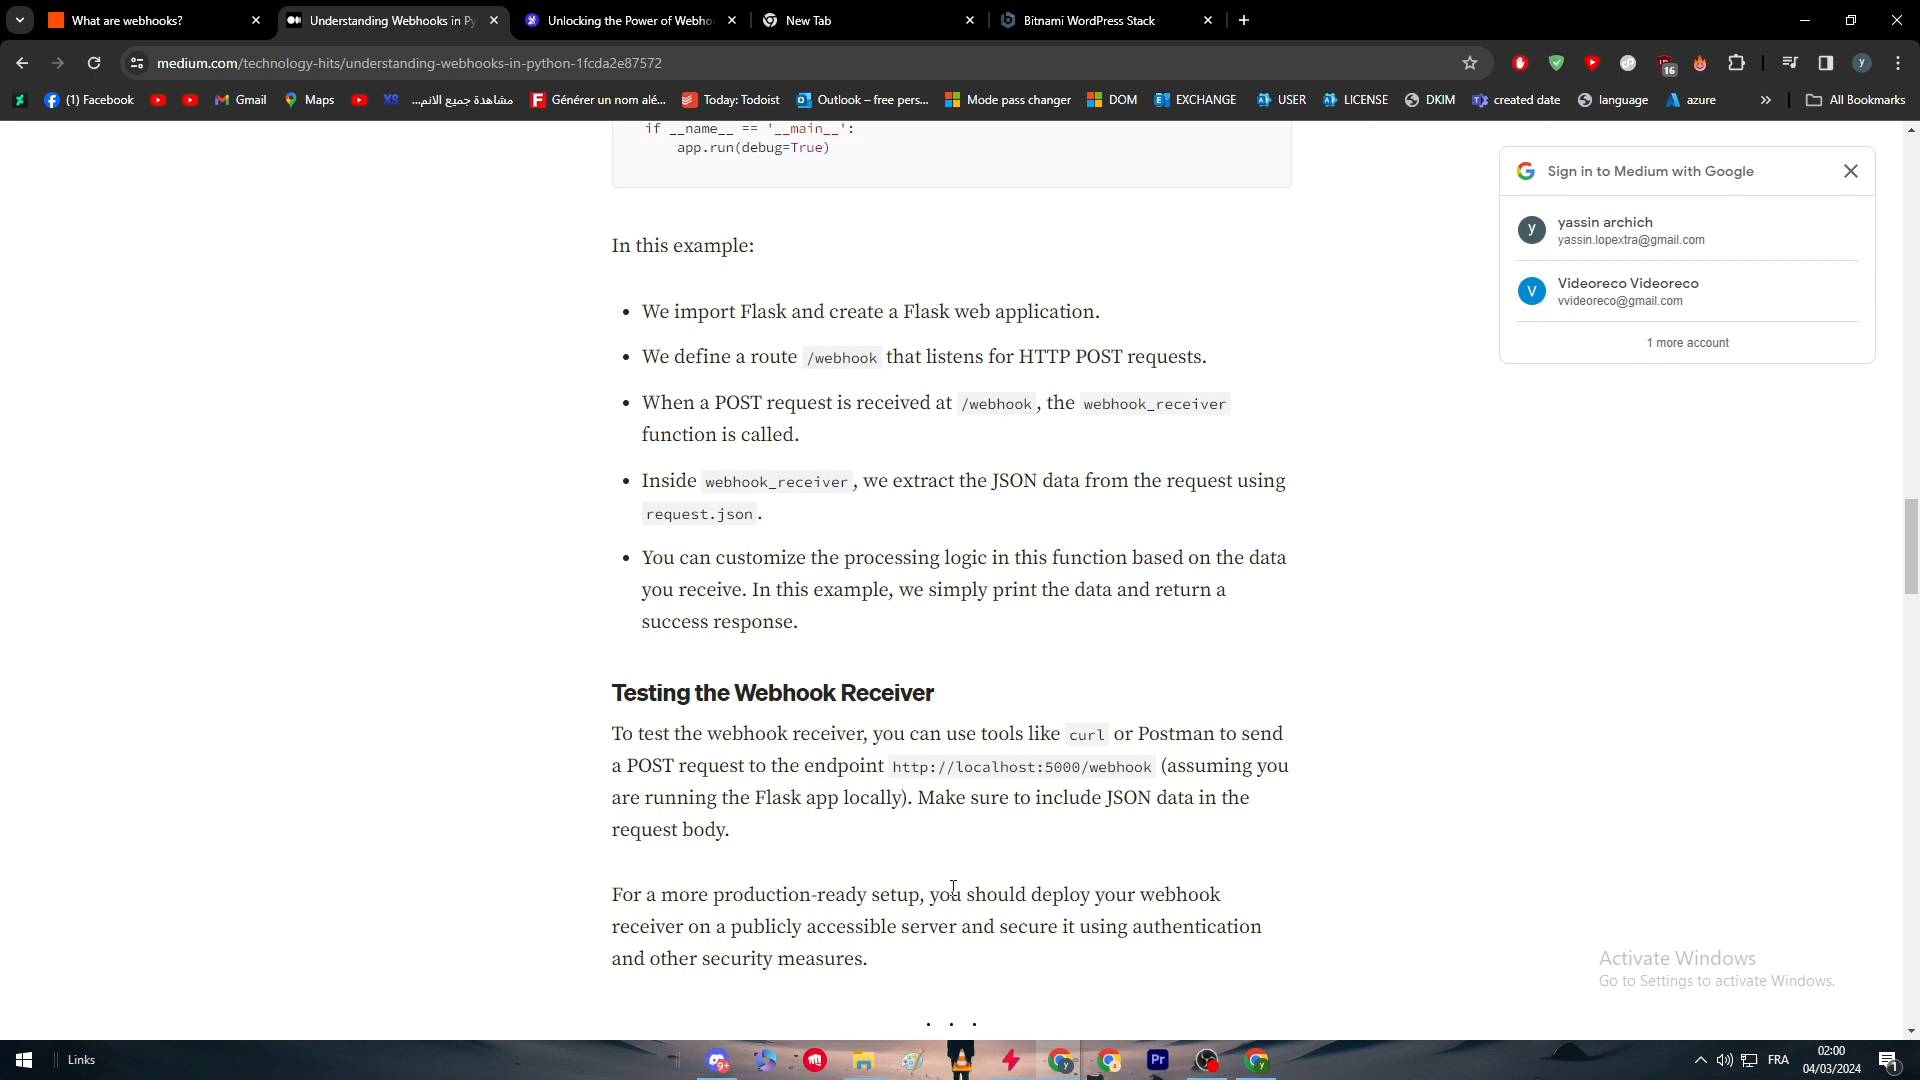 What are webhooks?
Understanding Webhooks in Py
Unlocking the Power of Webho
New Tab
Bitnami WordPress Stack
medium.com/technology-hits/understanding-webhooks-in-python-1fcda2e87572
16
y
(1) Facebook
Gmail
Maps
XS
مشاهدة جميع الانم...
Générer un nom alé...
Today: Todoist
Outlook – free pers...
Mode pass changer
DOM
EXCHANGE
USER
LICENSE
DKIM
created date
language
azure
»
All Bookmarks
if __name__ == '__main__':
app.run(debug=True)
In this example:
• We import Flask and create a Flask web application.
• We define a route /webhook that listens for HTTP POST requests.
• When a POST request is received at /webhook, the webhook_receiver
function is called.
• Inside webhook_receiver, we extract the JSON data from the request using
request.json.
• You can customize the processing logic in this function based on the data
you receive. In this example, we simply print the data and return a
success response.
Testing the Webhook Receiver
To test the webhook receiver, you can use tools like curl or Postman to send
a POST request to the endpoint http://localhost:5000/webhook (assuming you
are running the Flask app locally). Make sure to include JSON data in the
request body.
For a more production-ready setup, you should deploy your webhook
receiver on a publicly accessible server and secure it using authentication
and other security measures.
. . .
Sign in to Medium with Google
y
yassin archich
yassin.lopextra@gmail.com
V
Videoreco Videoreco
vvideoreco@gmail.com
1 more account
Activate Windows
Go to Settings to activate Windows.
Links
9+
Pr
FRA
02:00
04/03/2024
1